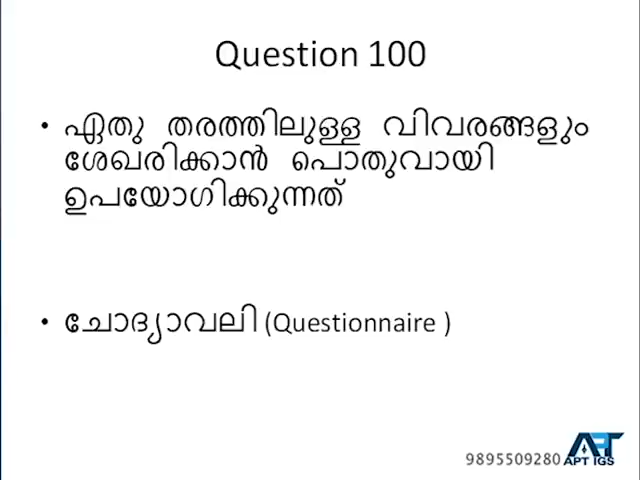 Question 100
• ഏതു തരത്തിലുള്ള വിവരങ്ങളും
ശേഖരിക്കാൻ പൊതുവായി
ഉപയോഗിക്കുന്നത്
• ചോദ്യാവലി (Questionnaire )
9895509280
APT IGS